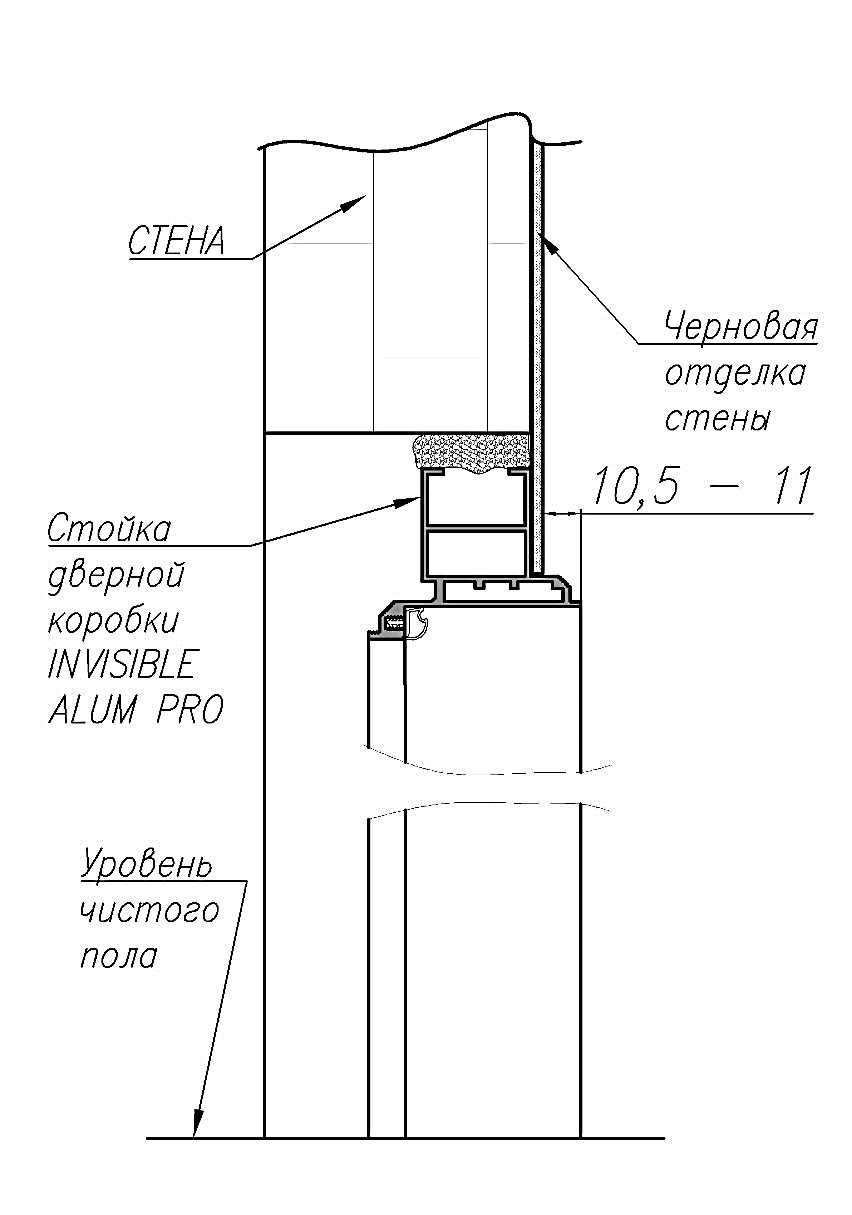 СТЕНА
Черновая
отделка
стены
10,5 – 11
Стойка
дверной
коробки
INVISIBLE
ALUM PRO
Уровень
чистого
пола